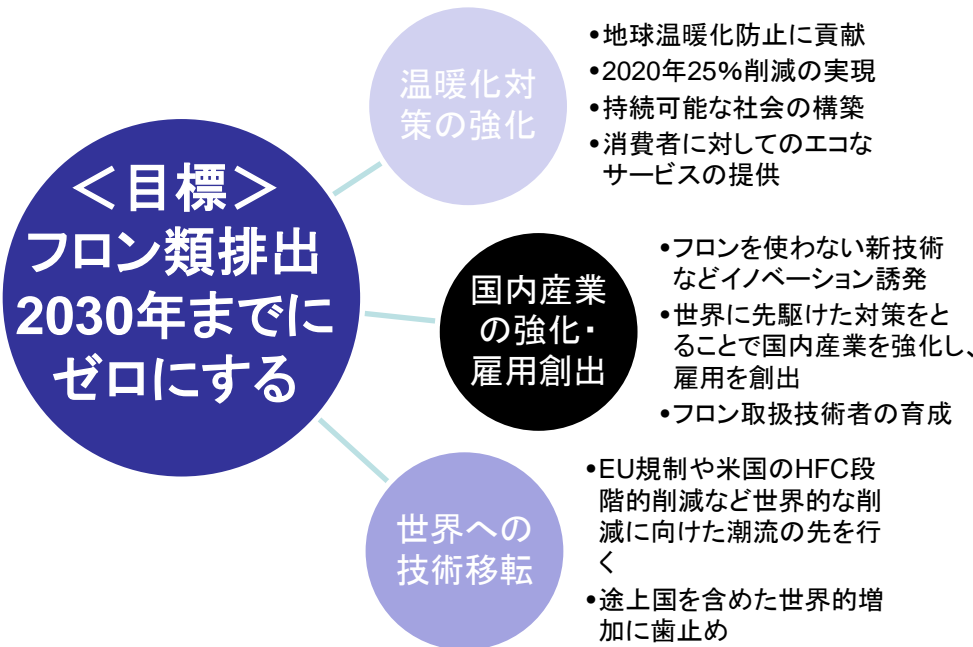 ＜目標＞
フロン類排出
2030年までに
ゼロにする
温暖化対
策の強化
•地球温暖化防止に貢献
•2020年25%削減の実現
•持続可能な社会の構築
•消費者に対してのエコな
サービスの提供
国内産業
の強化・
雇用創出
•フロンを使わない新技術
などイノベーション誘発
•世界に先駆けた対策をと
ることで国内産業を強化し、
雇用を創出
•フロン取扱技術者の育成
世界への
技術移転
•EU規制や米国のHFC段
階的削減など世界的な削
減に向けた潮流の先を行
く
•途上国を含めた世界的増
加に歯止め